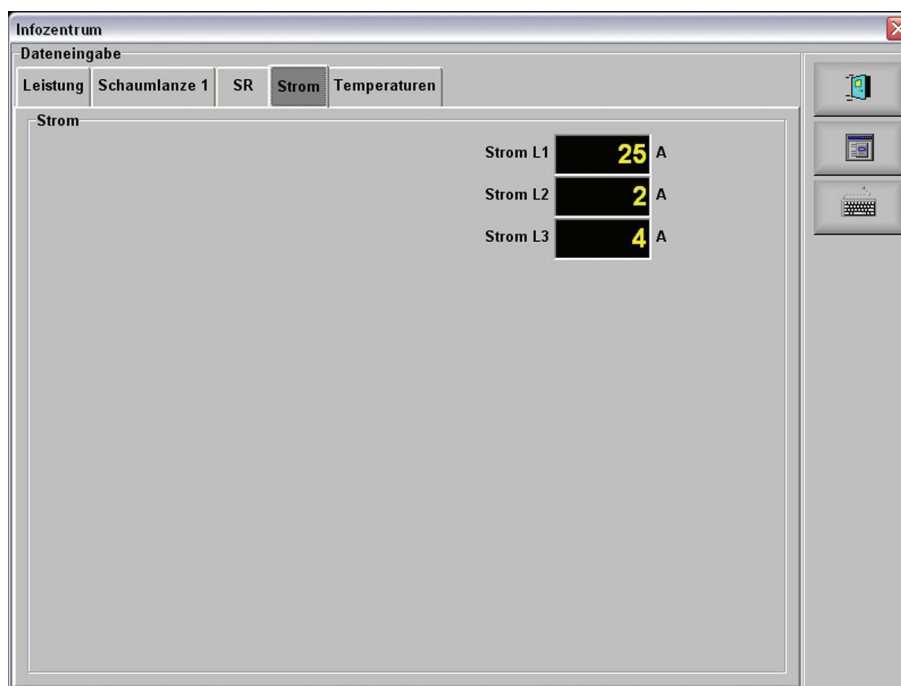 Infozentrum
Dateneingabe
Leistung Schaumlanze 1 SR Strom Temperaturen
Strom
Strom L1 25 A
Strom L2 2 A
Strom L3 4 A